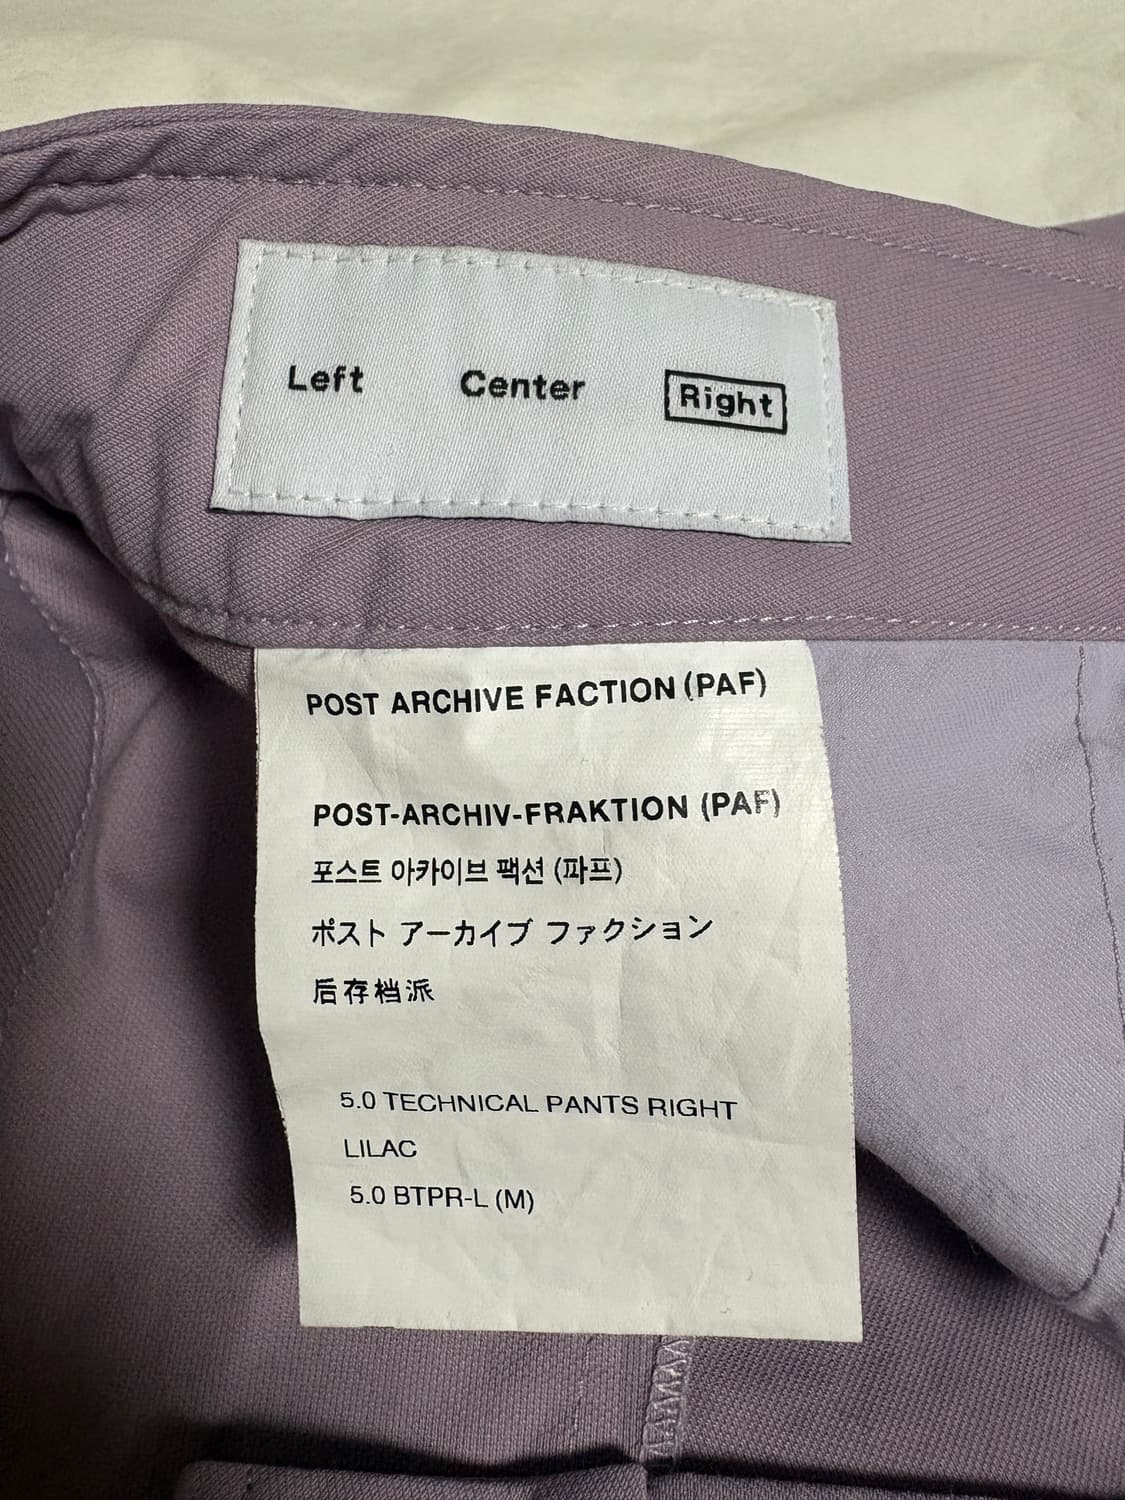 Left Center Right
POST ARCHIVE FACTION (PAF)
POST-ARCHIV-FRAKTION (PAF)
포스트 아카이브 팩션 (파프)
ポスト アーカイブ ファクション
后存档派
5.0 TECHNICAL PANTS RIGHT
LILAC
5.0 BTPR-L (M)